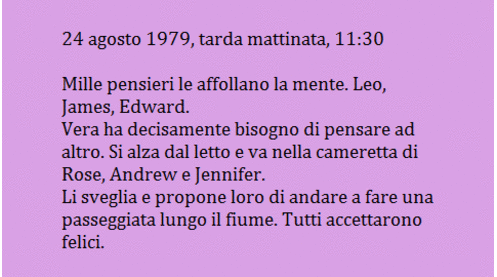 24 agosto 1979, tarda mattinata, 11:30
Mille pensieri le affollano la mente. Leo,
James, Edward.
Vera ha decisamente bisogno di pensare ad
altro. Si alza dal letto e va nella cameretta di
Rose, Andrew e Jennifer.
Li sveglia e propone loro di andare a fare una
passeggiata lungo il fiume. Tutti accettarono
felici.